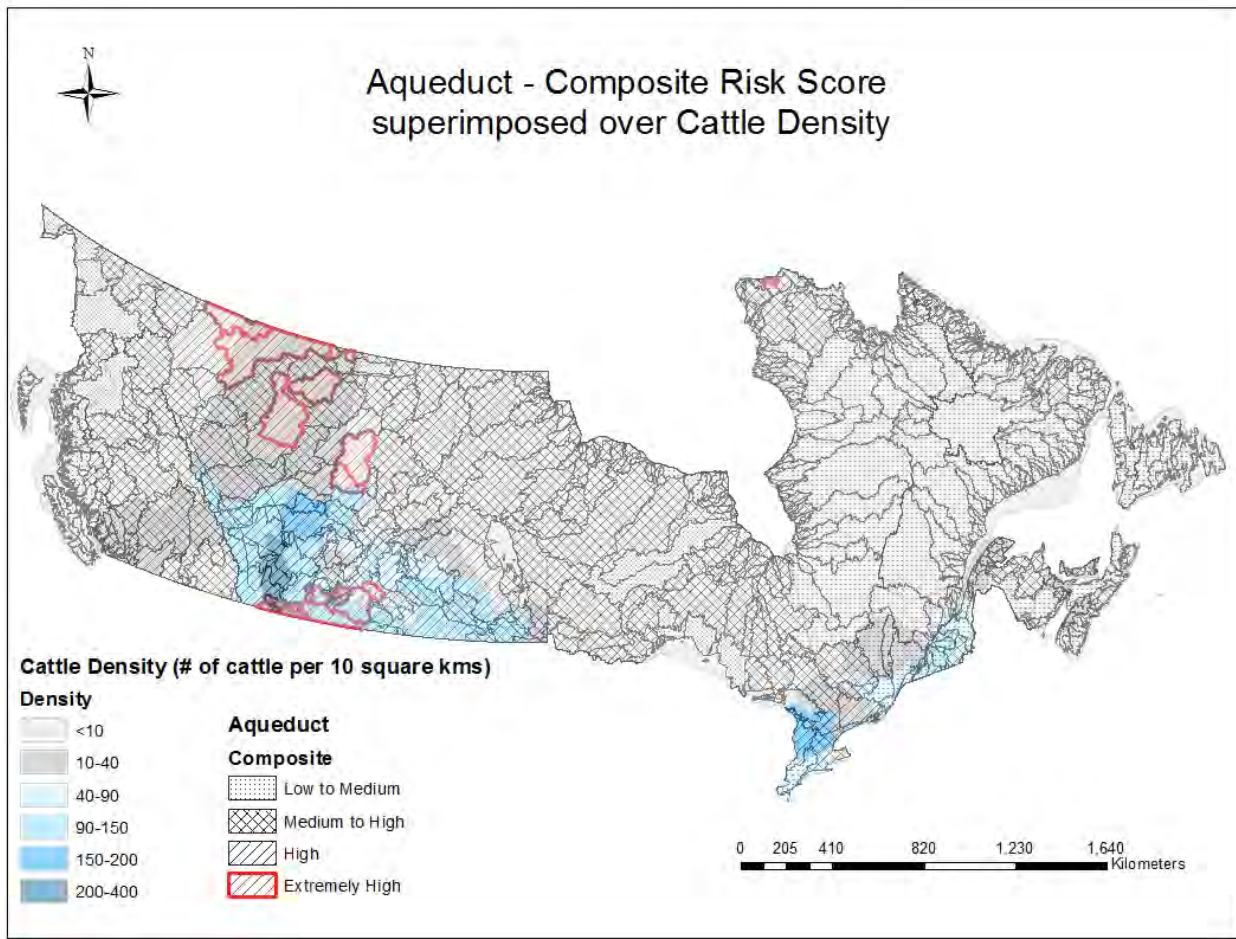 N
Aqueduct - Composite Risk Score
superimposed over Cattle Density
Cattle Density (# of cattle per 10 square kms)
Density
<10
10-40
40-90
90-150
150-200
200-400
Aqueduct
Composite
Low to Medium
Medium to High
High
Extremely High
0 205 410 820 1,230 1,640
Kilometers